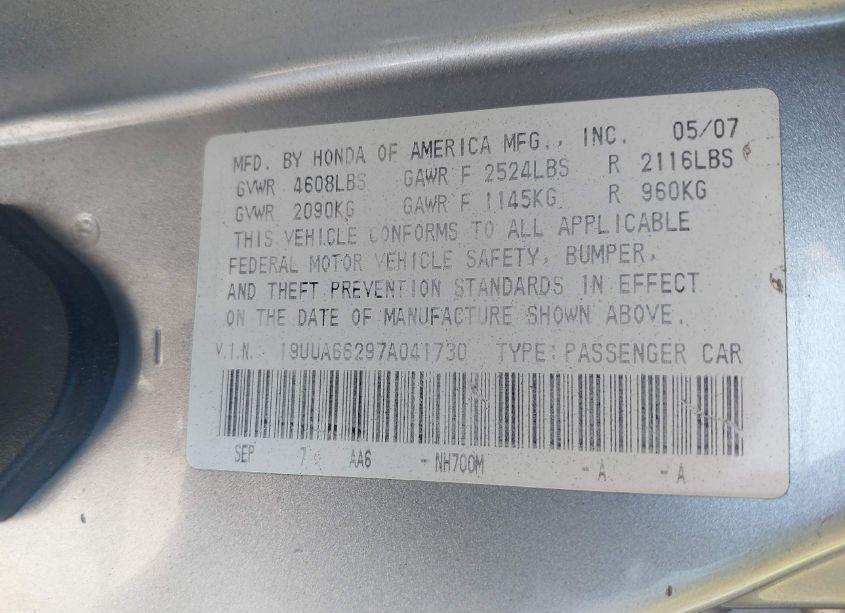 MFD. BY HONDA OF AMERICA MFG., INC. 05/07
GVWR 4608LBS GAWR F 2524LBS R 2116LBS
GVWR 2090KG GAWR F 1145KG R 960KG
THIS VEHICLE CONFORMS TO ALL APPLICABLE
FEDERAL MOTOR VEHICLE SAFETY, BUMPER,
AND THEFT PREVENTION STANDARDS IN EFFECT
ON THE DATE OF MANUFACTURE SHOWN ABOVE.
V.I.N. 19UUA66297A041730 TYPE: PASSENGER CAR
SEP 7 AA6 - NH700M - A - A